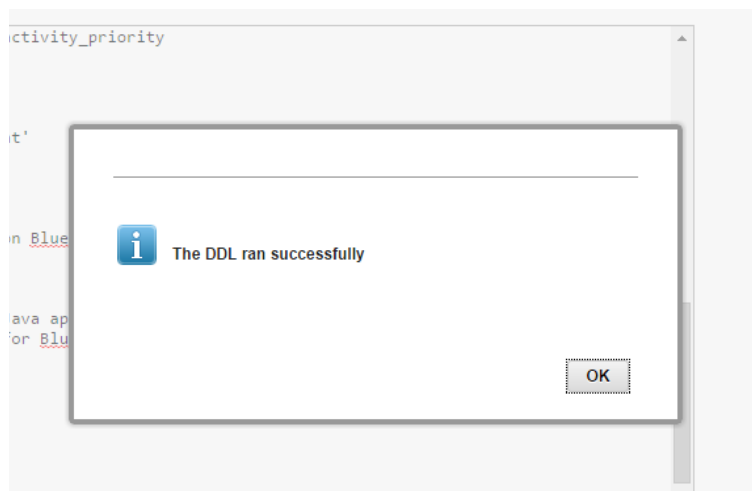 ctivity_priority
t'
n Blue
The DDL ran successfully
ava ap
or Blu
OK